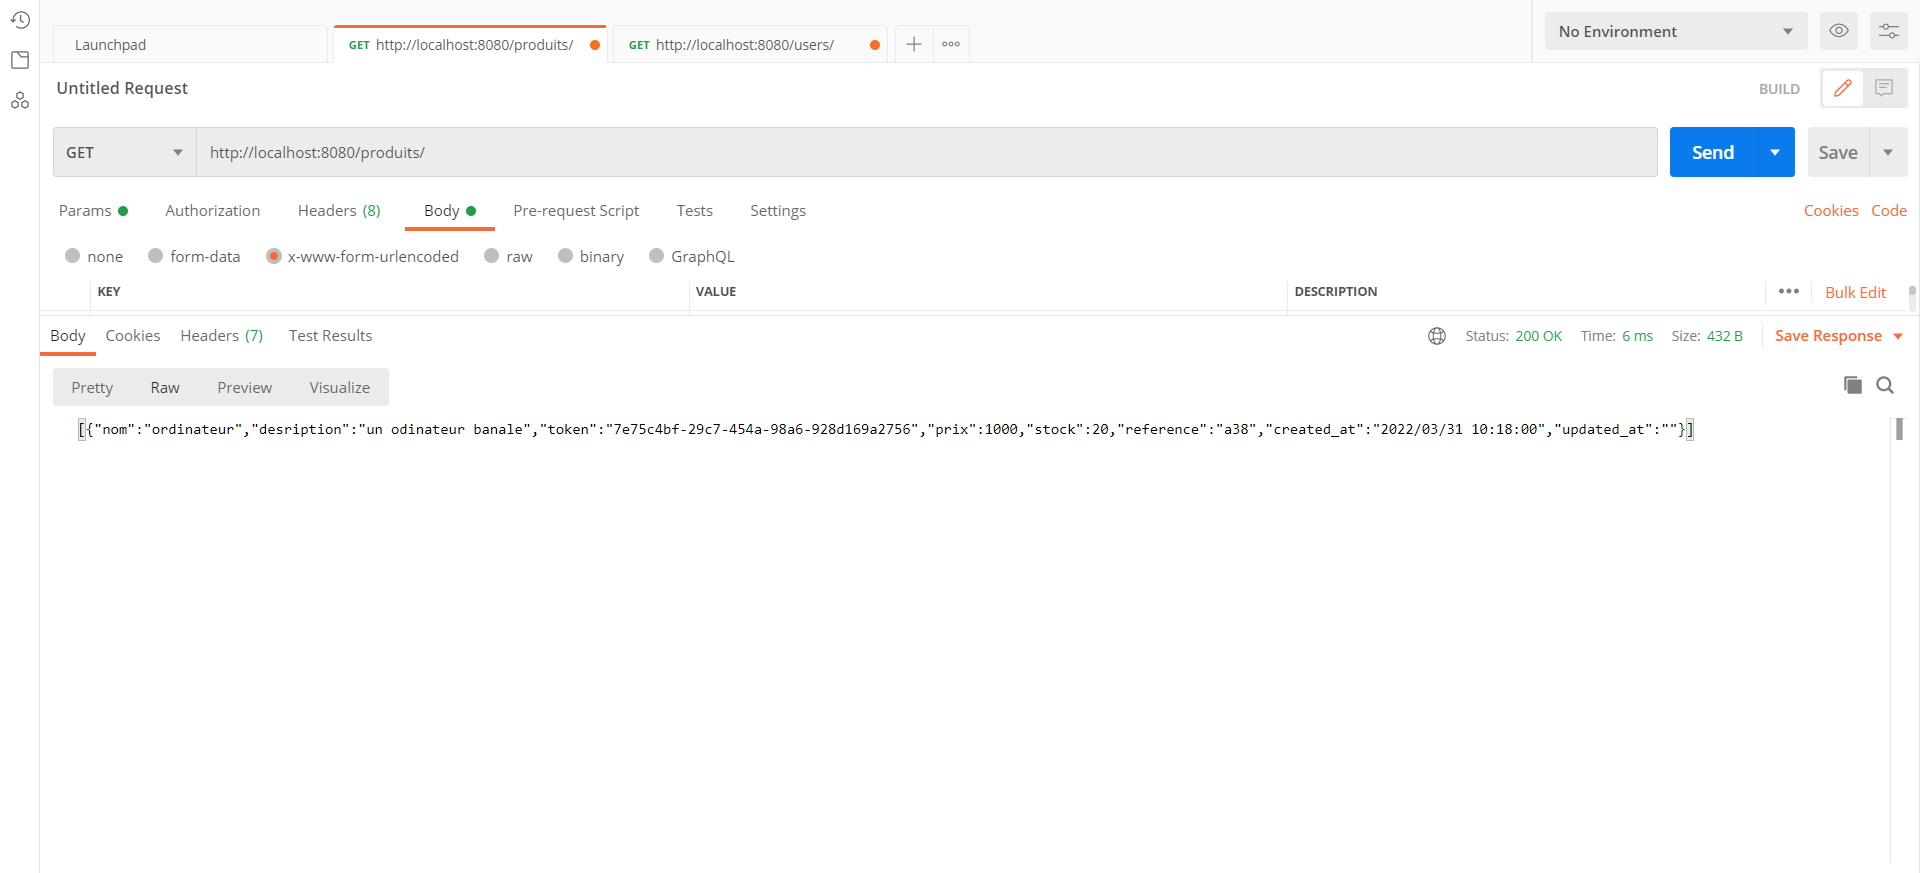 Launchpad
GET http://localhost:8080/produits/
GET http://localhost:8080/users/
No Environment
Untitled Request
BUILD
GET
http://localhost:8080/produits/
Send
Save
Params
Authorization
Headers (8)
Body
Pre-request Script
Tests
Settings
Cookies
Code
none
form-data
x-www-form-urlencoded
raw
binary
GraphQL
KEY
VALUE
DESCRIPTION
Bulk Edit
Body
Cookies
Headers (7)
Test Results
Status: 200 OK
Time: 6 ms
Size: 432 B
Save Response
Pretty
Raw
Preview
Visualize
[{"nom":"ordinateur","desription":"un odinateur banale","token":"7e75c4bf-29c7-454a-98a6-928d169a2756","prix":1000,"stock":20,"reference":"a38","created_at":"2022/03/31 10:18:00","updated_at":""}]